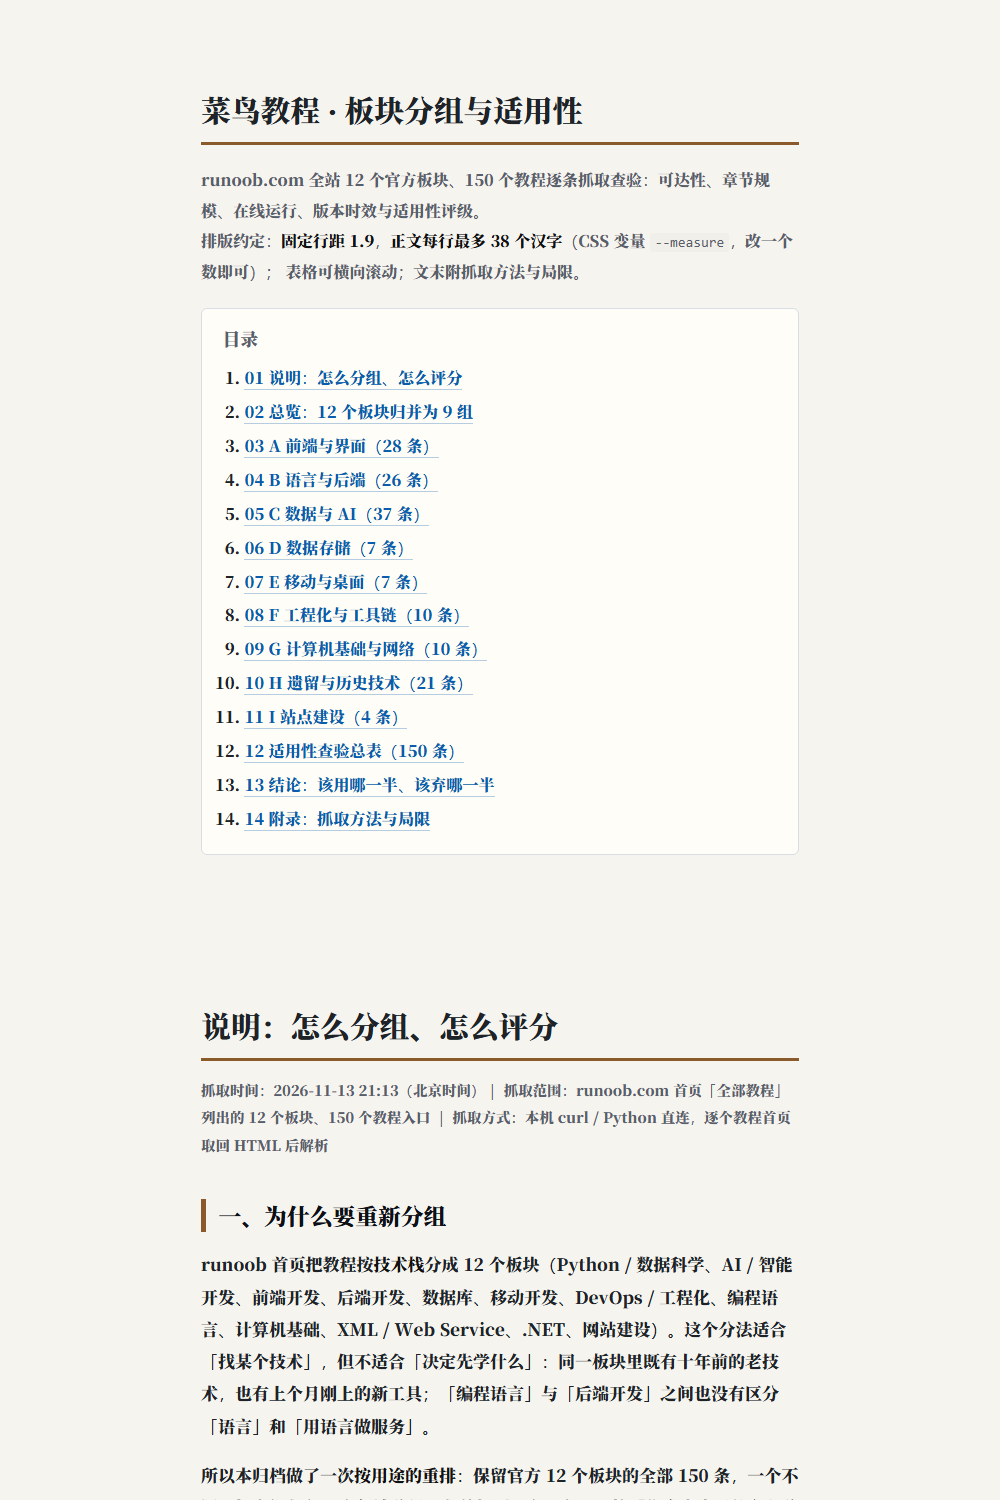 菜鸟教程 · 板块分组与适用性
runoob.com 全站 12 个官方板块、150 个教程逐条抓取查验：可达性、章节规
模、在线运行、版本时效与适用性评级。
排版约定：固定行距 1.9，正文每行最多 38 个汉字（CSS 变量 --measure，改一个
数即可）； 表格可横向滚动；文末附抓取方法与局限。
目录
1. 01 说明：怎么分组、怎么评分
2. 02 总览：12 个板块归并为 9 组
3. 03 A 前端与界面（28 条）
4. 04 B 语言与后端（26 条）
5. 05 C 数据与 AI（37 条）
6. 06 D 数据存储（7 条）
7. 07 E 移动与桌面（7 条）
8. 08 F 工程化与工具链（10 条）
9. 09 G 计算机基础与网络（10 条）
10. 10 H 遗留与历史技术（21 条）
11. 11 I 站点建设（4 条）
12. 12 适用性查验总表（150 条）
13. 13 结论：该用哪一半、该弃哪一半
14. 14 附录：抓取方法与局限
说明：怎么分组、怎么评分
抓取时间：2026-11-13 21:13（北京时间） | 抓取范围：runoob.com 首页「全部教程」
列出的 12 个板块、150 个教程入口 | 抓取方式：本机 curl / Python 直连，逐个教程首页
取回 HTML 后解析
一、为什么要重新分组
runoob 首页把教程按技术栈分成 12 个板块（Python / 数据科学、AI / 智能
开发、前端开发、后端开发、数据库、移动开发、DevOps / 工程化、编程语
言、计算机基础、XML / Web Service、.NET、网站建设）。这个分法适合
「找某个技术」，但不适合「决定先学什么」：同一板块里既有十年前的老技
术，也有上个月刚上的新工具；「编程语言」与「后端开发」之间也没有区分
「语言」和「用语言做服务」。
所以本归档做了一次按用途的重排：保留官方 12 个板块的全部 150 条，一个不